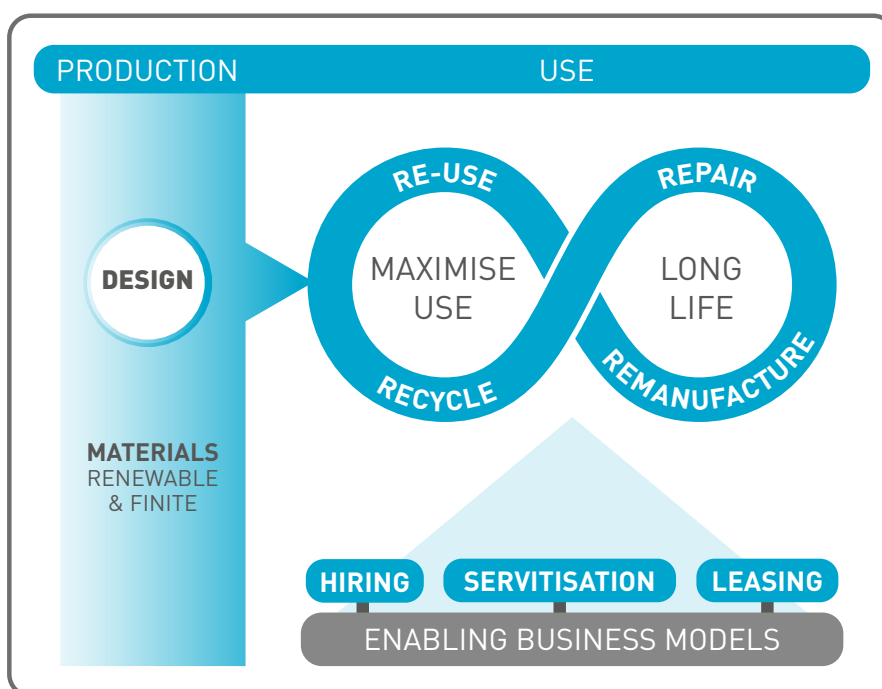 PRODUCTION
USE
DESIGN
MATERIALS
RENEWABLE
& FINITE
RE-USE
MAXIMISE
USE
RECYCLE
REPAIR
LONG
LIFE
REMANUFACTURE
HIRING
SERVITISATION
LEASING
ENABLING BUSINESS MODELS